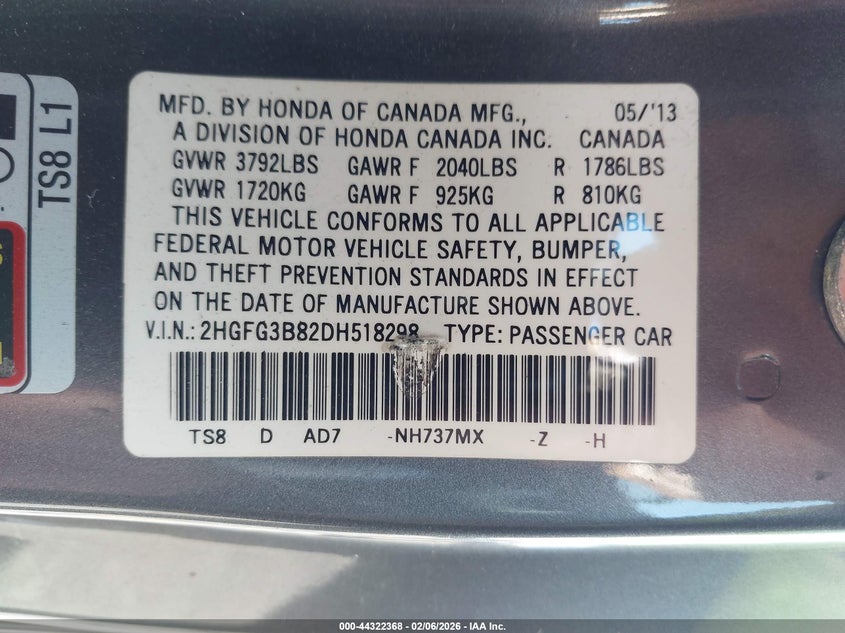 MFD. BY HONDA OF CANADA MFG., 05/'13
A DIVISION OF HONDA CANADA INC. CANADA
GVWR 3792LBS GAWR F 2040LBS R 1786LBS
GVWR 1720KG GAWR F 925KG R 810KG
THIS VEHICLE CONFORMS TO ALL APPLICABLE
FEDERAL MOTOR VEHICLE SAFETY, BUMPER,
AND THEFT PREVENTION STANDARDS IN EFFECT
ON THE DATE OF MANUFACTURE SHOWN ABOVE.
V.I.N.: 2HGFG3B82DH518298 TYPE: PASSENGER CAR
TS8 D AD7 -NH737MX -Z -H
TS8 L1
000-44322368 - 02/06/2026 - IAA Inc.